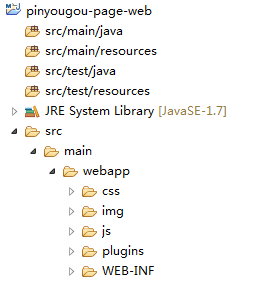 pinyougou-page-web
src/main/java
src/main/resources
src/test/java
src/test/resources
JRE System Library [JavaSE-1.7]
src
main
webapp
css
img
js
plugins
WEB-INF